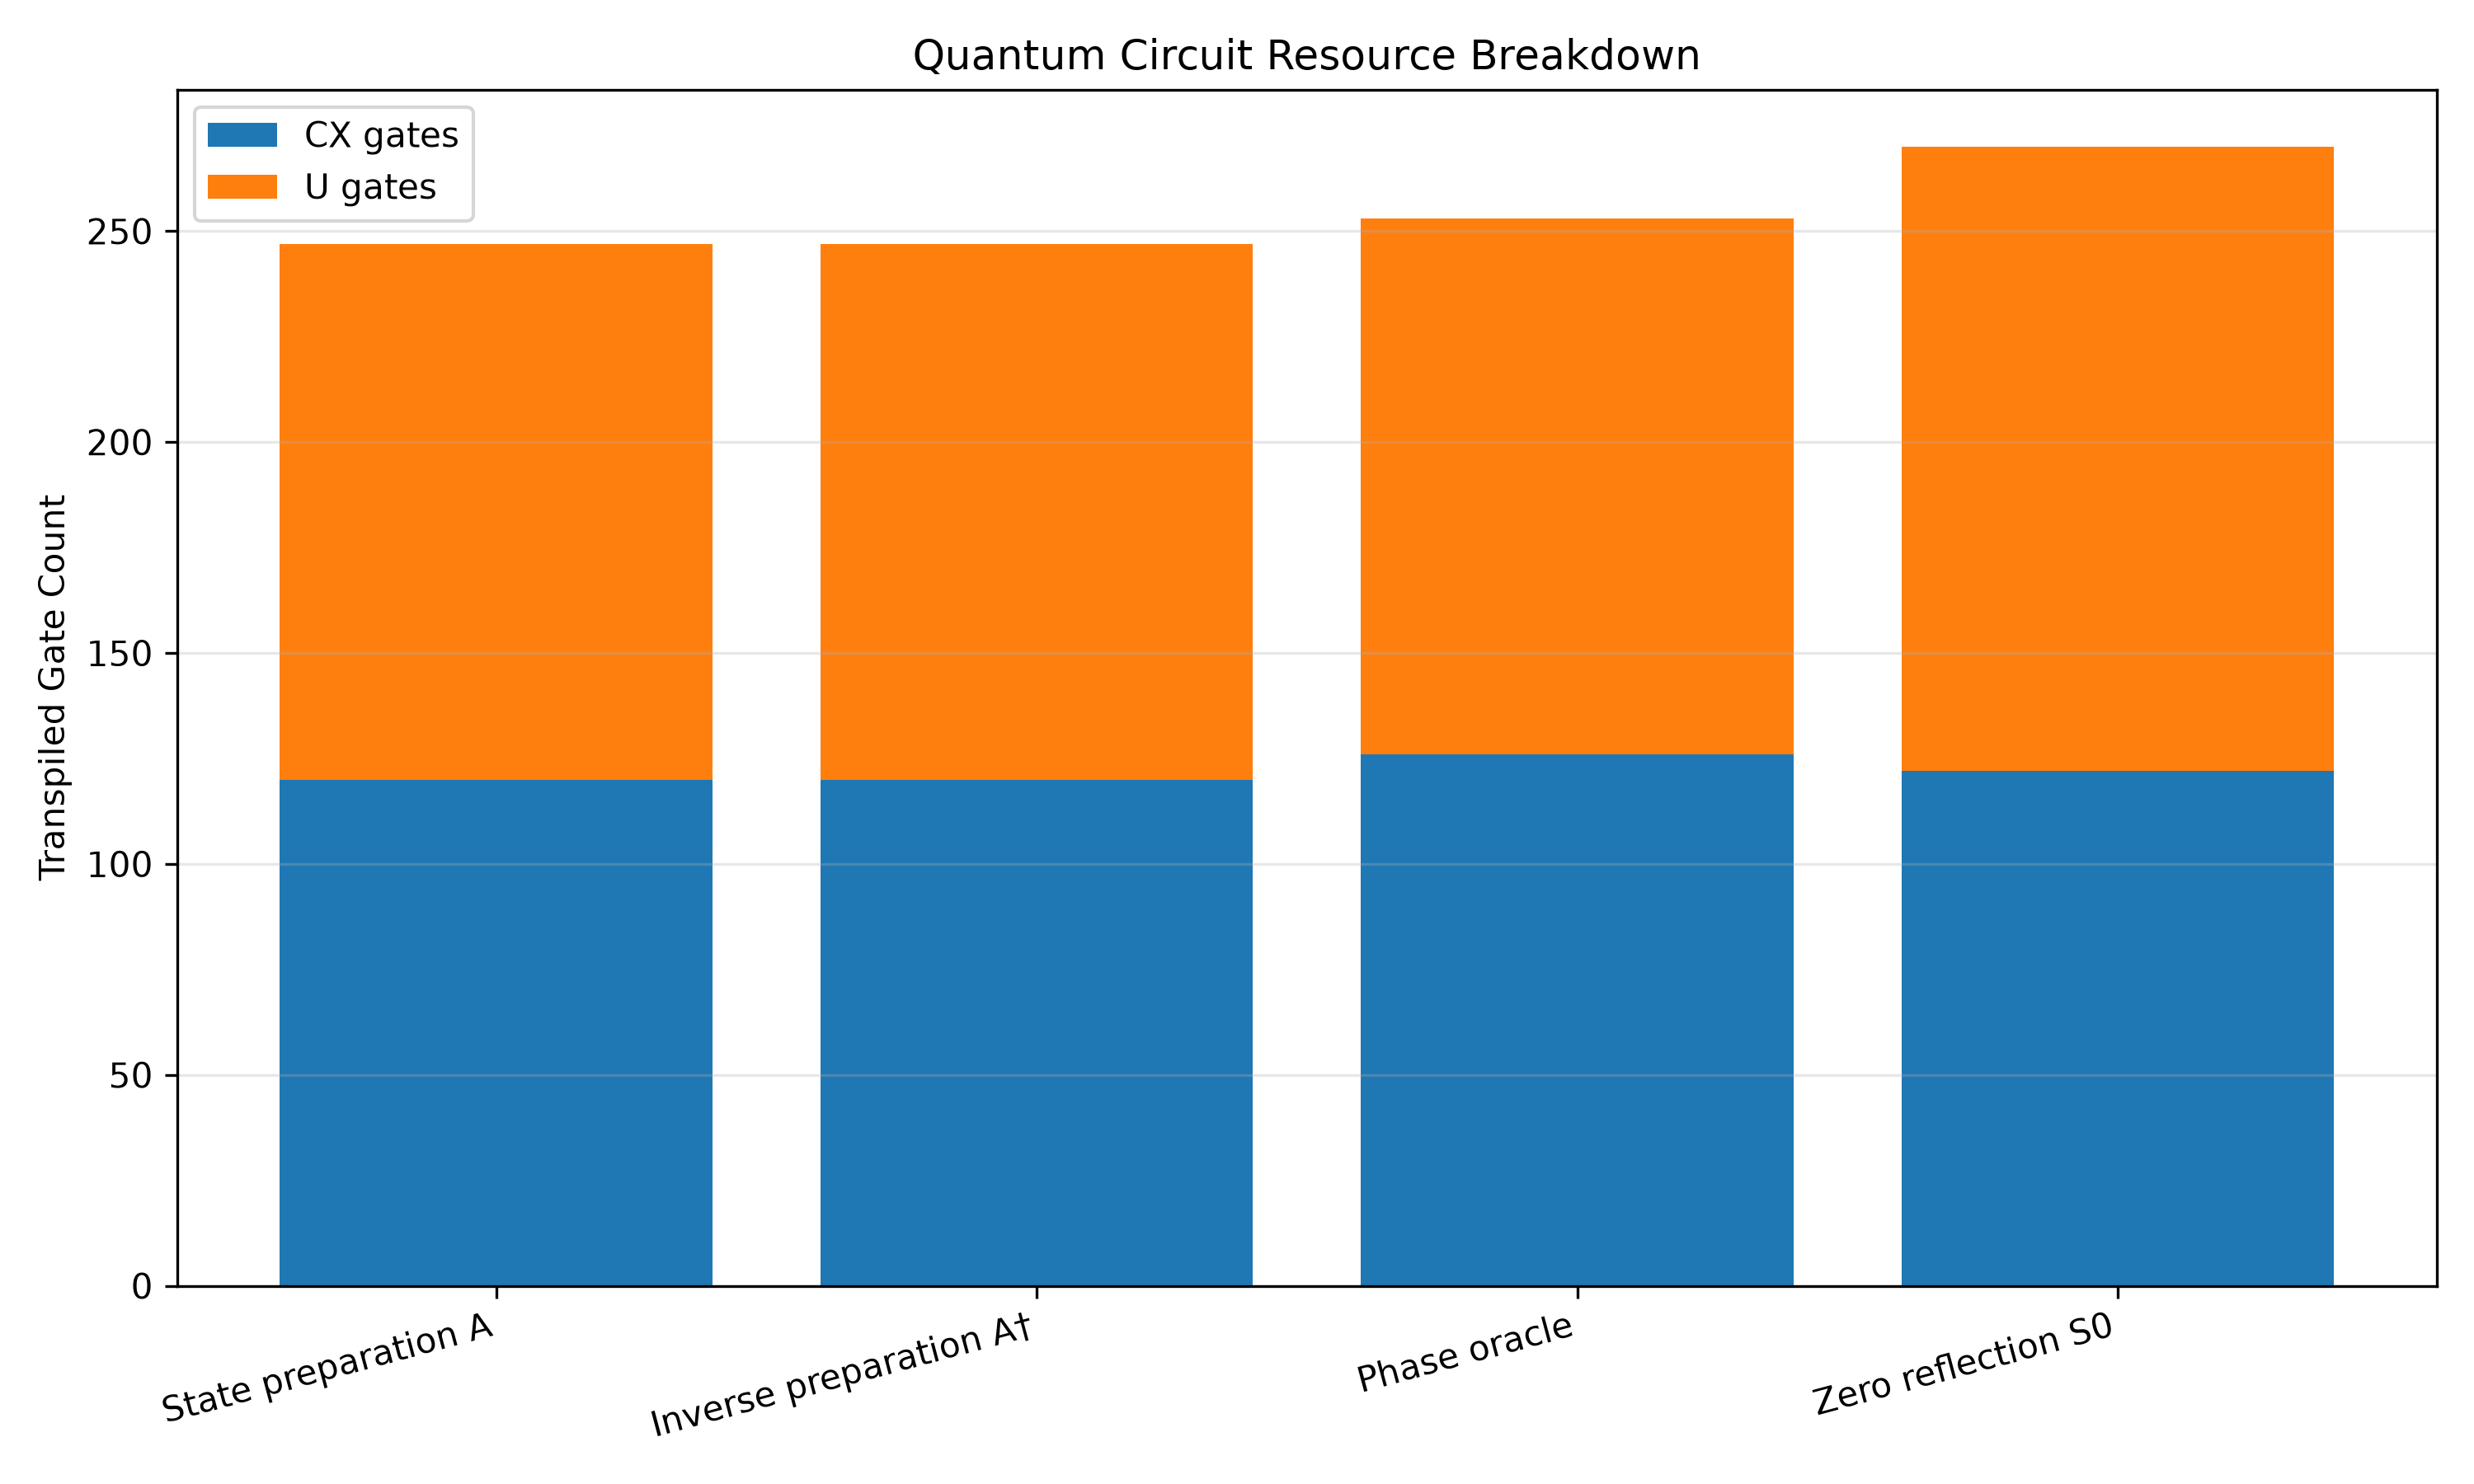 Quantum Circuit Resource Breakdown
CX gates
U gates
Transpiled Gate Count
250
200
150
100
50
0
State preparation A
Inverse preparation A†
Phase oracle
Zero reflection S0